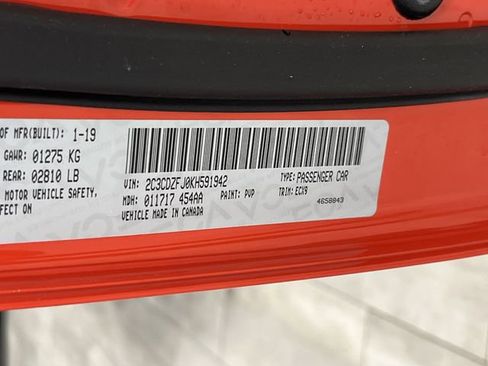 OF MFR(BUILT): 1-19
GAWR: 01275 KG
REAR: 02810 LB
MOTOR VEHICLE SAFETY,
FECT ON
VIN: 2C3CDZFJ0KH591942
TYPE: PASSENGER CAR
MDH: 011717 454AA
PAINT: PVP
TRIM: ECX9
VEHICLE MADE IN CANADA
4658843